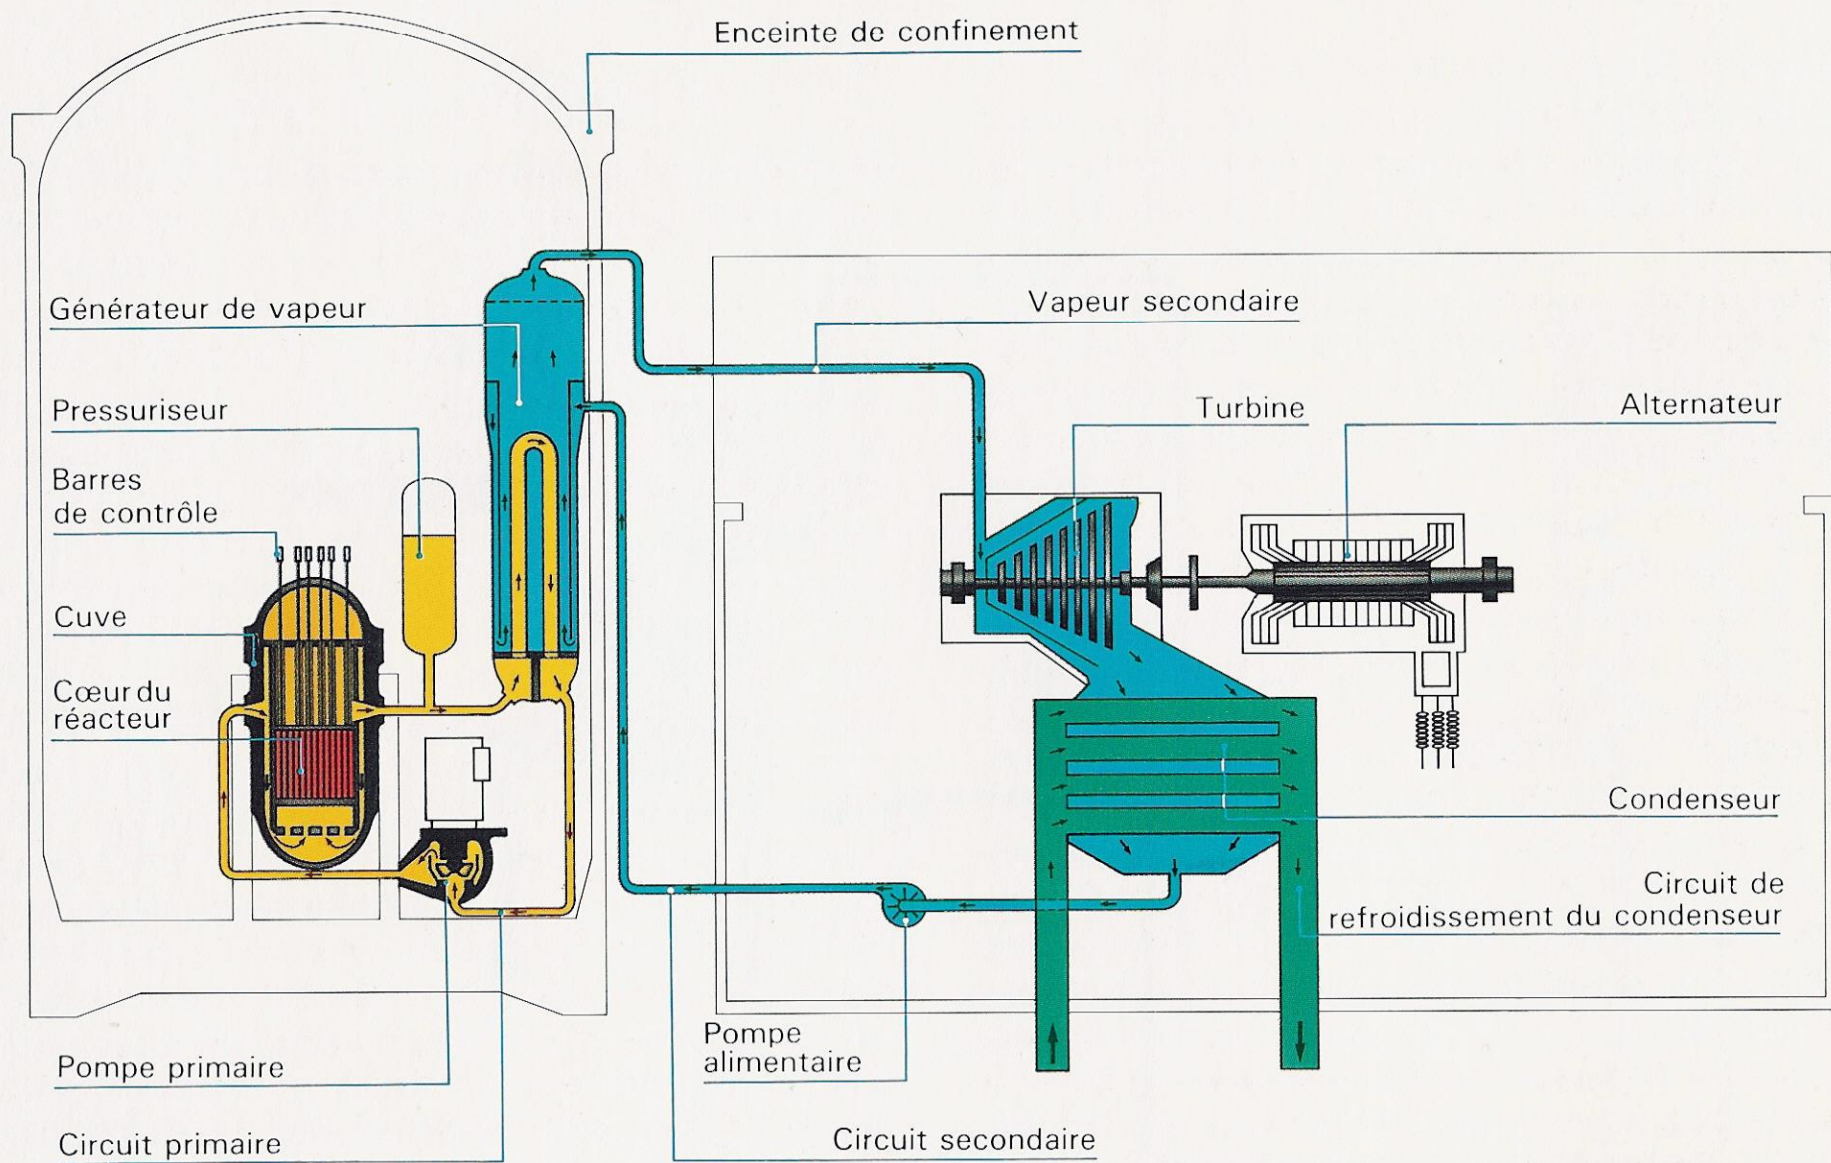 Enceinte de confinement
Générateur de vapeur
Vapeur secondaire
Pressuriseur
Turbine
Alternateur
Barres
de contrôle
Cuve
Cœur du
réacteur
Condenseur
Circuit de
refroidissement du condenseur
Pompe
alimentaire
Pompe primaire
Circuit primaire
Circuit secondaire